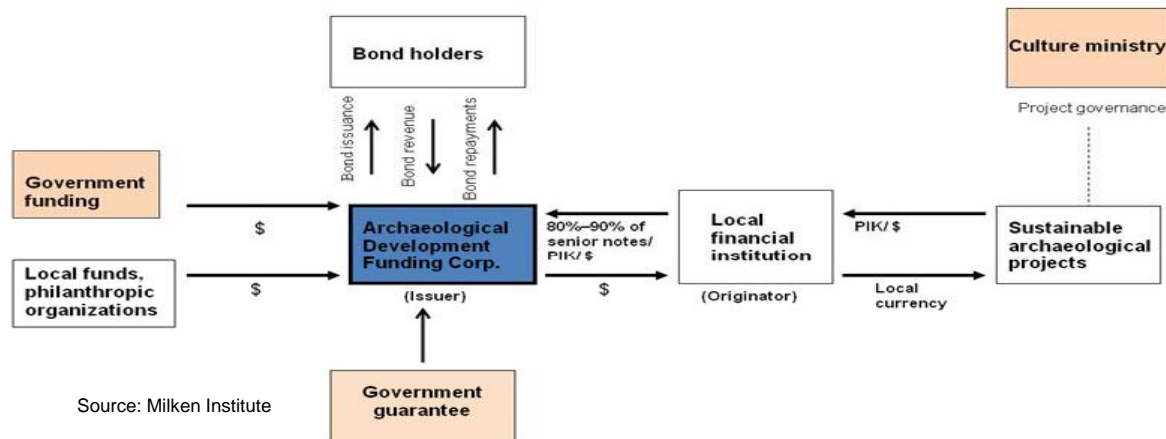 Bond holders
Culture ministry
Bond issuance
Bond revenue
Bond repayments
Project governance
Government
funding
$
Archaeological
Development
Funding Corp.
(Issuer)
80%–90% of
senior notes/
PIK/ $
$
Local
financial
institution
(Originator)
PIK/ $
Local
currency
Sustainable
archaeological
projects
Local funds,
philanthropic
organizations
$
Government
guarantee
Source: Milken Institute